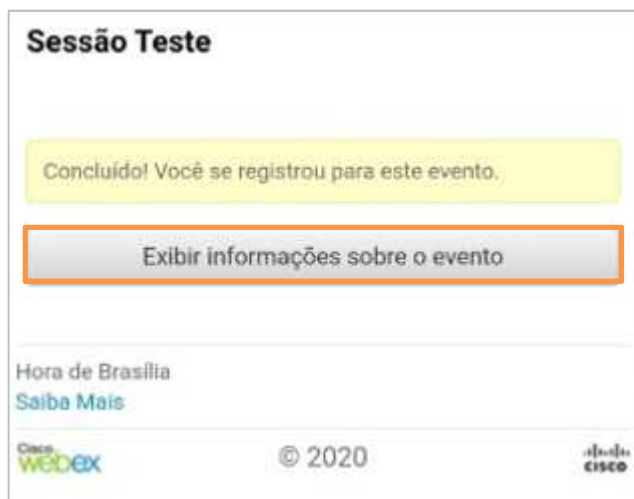 Sessão Teste
Concluído! Você se registrou para este evento.
Exibir informações sobre o evento
Hora de Brasília
Saiba Mais
Cisco
webex
© 2020
cisco